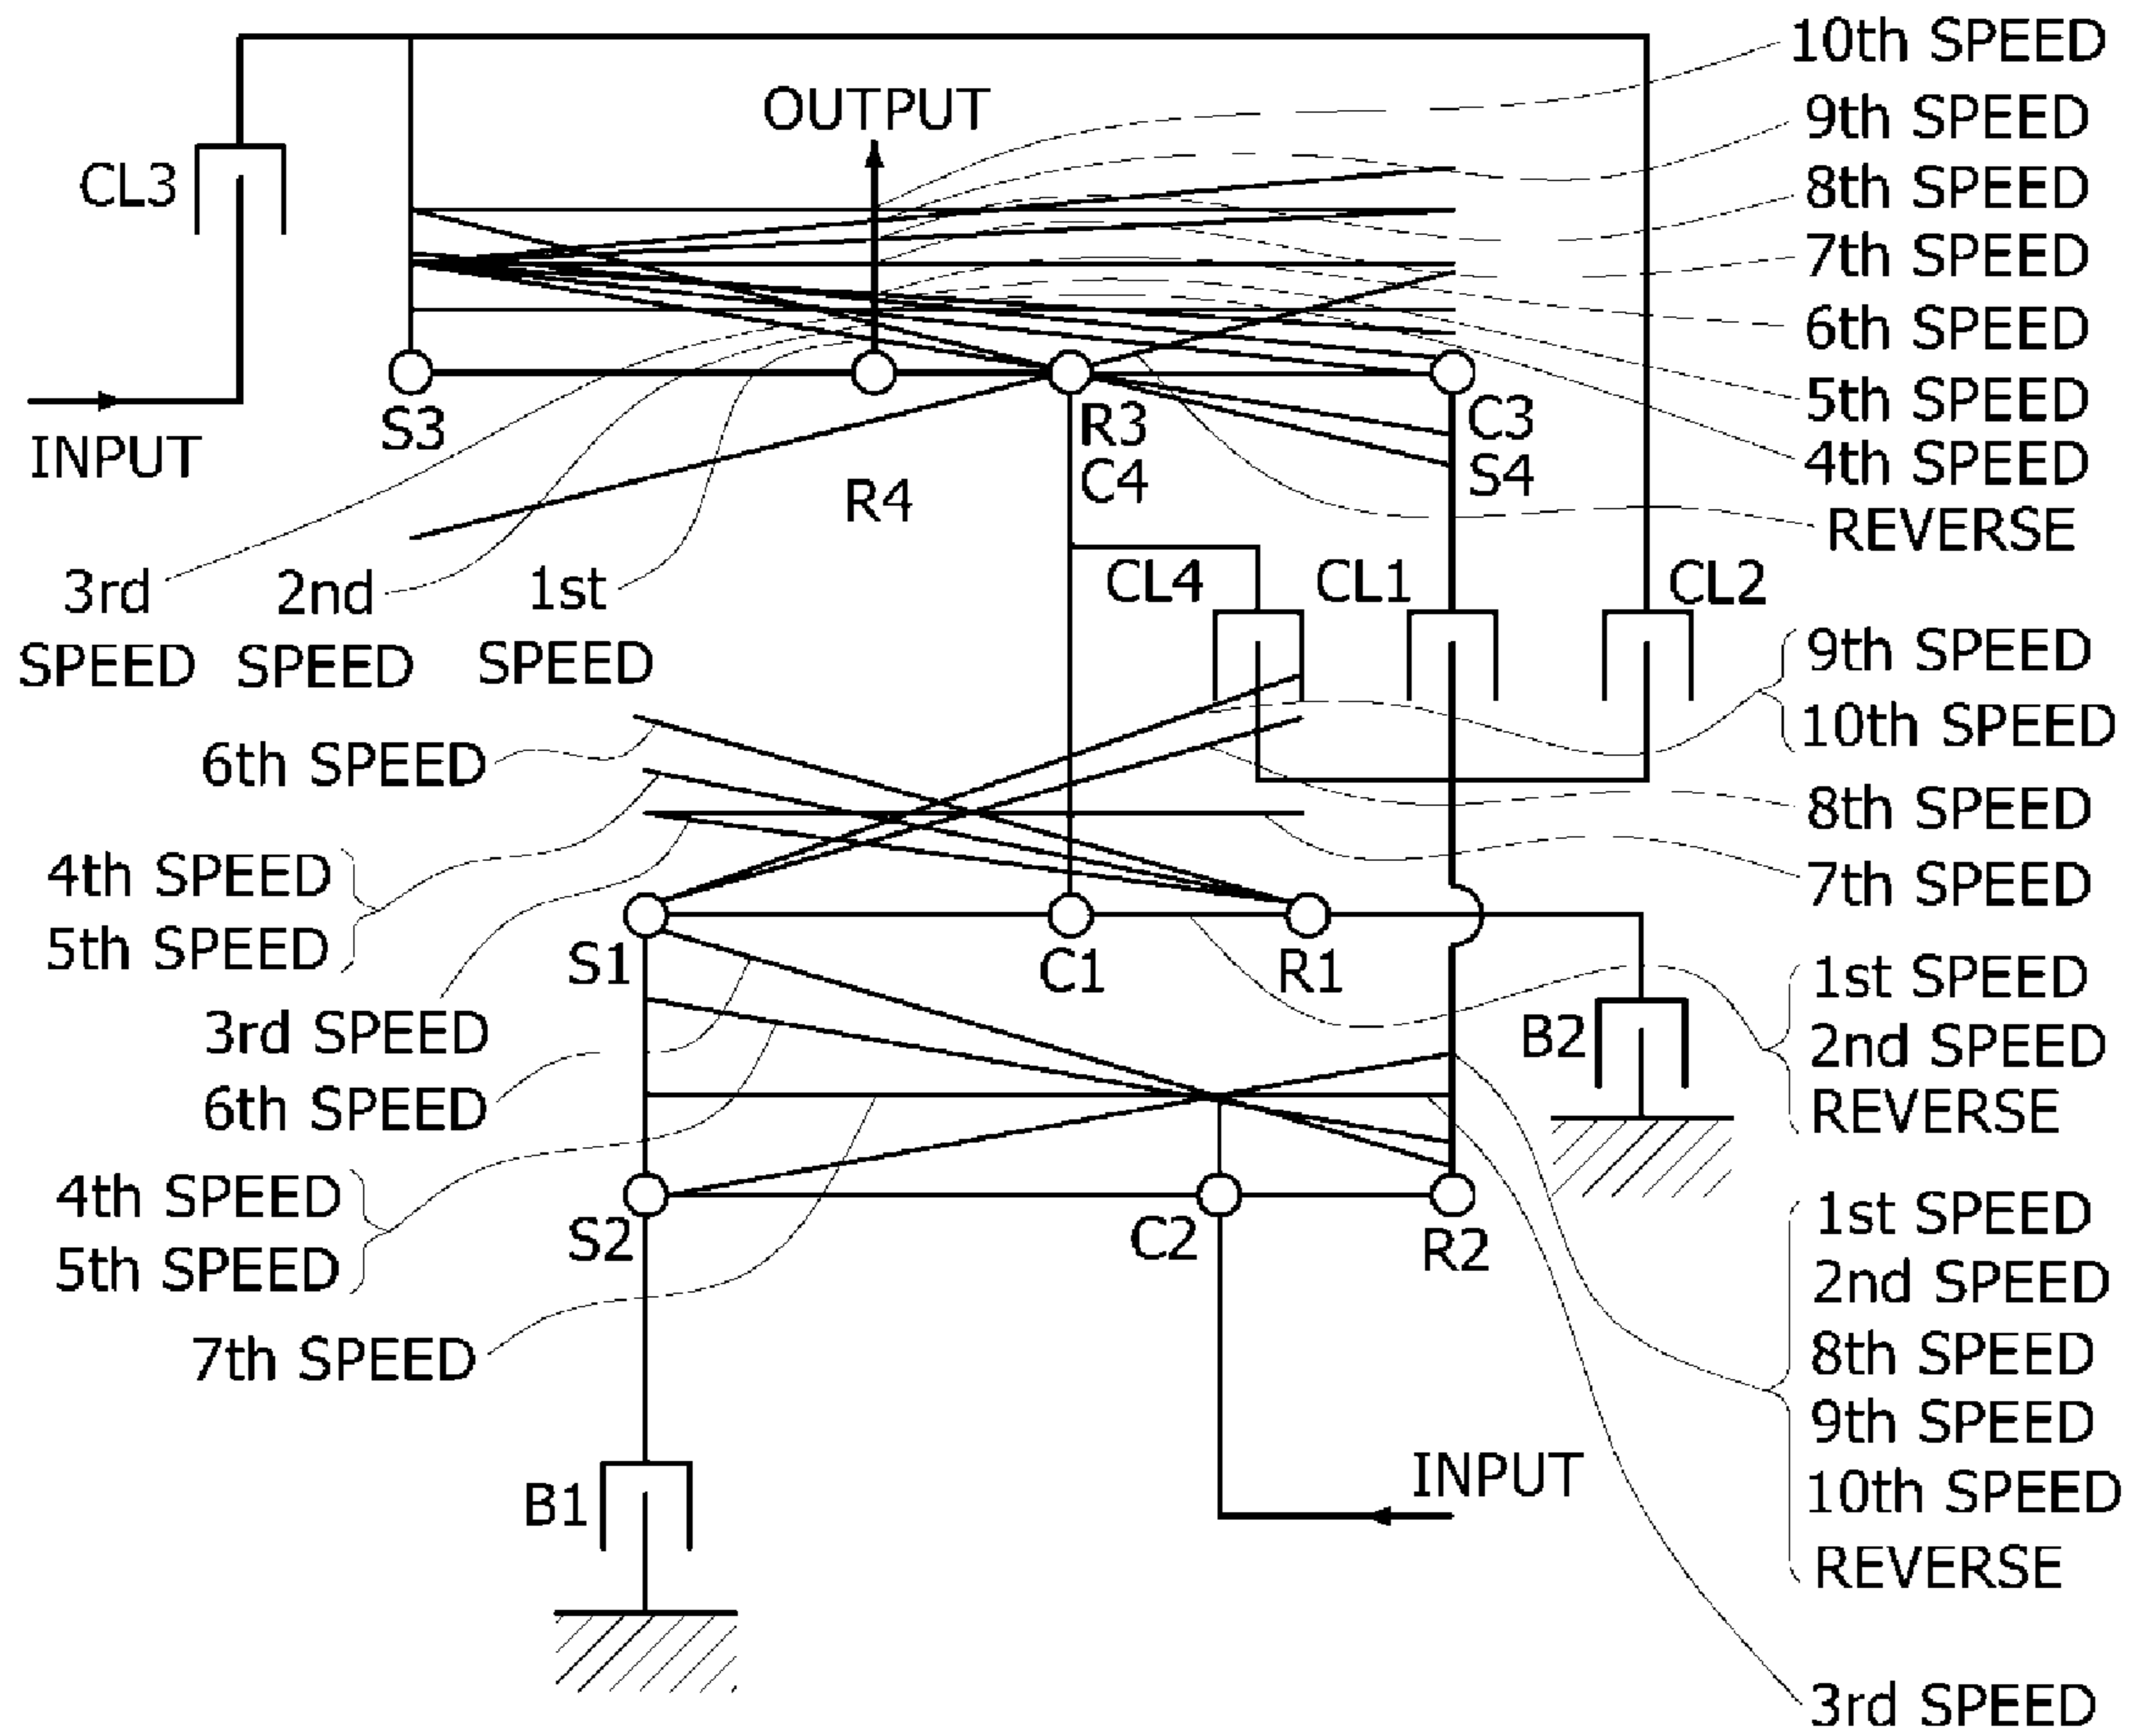 10th SPEED
OUTPUT
9th SPEED
CL3
8th SPEED
7th SPEED
6th SPEED
5th SPEED
S3
R3
C3
INPUT
C4
S4
4th SPEED
R4
REVERSE
3rd
SPEED
2nd
SPEED
1st
SPEED
CL4
CL1
CL2
9th SPEED
10th SPEED
6th SPEED
8th SPEED
4th SPEED
5th SPEED
7th SPEED
S1
C1
R1
3rd SPEED
1st SPEED
2nd SPEED
REVERSE
B2
6th SPEED
4th SPEED
5th SPEED
S2
C2
R2
1st SPEED
2nd SPEED
8th SPEED
9th SPEED
10th SPEED
REVERSE
7th SPEED
B1
INPUT
3rd SPEED